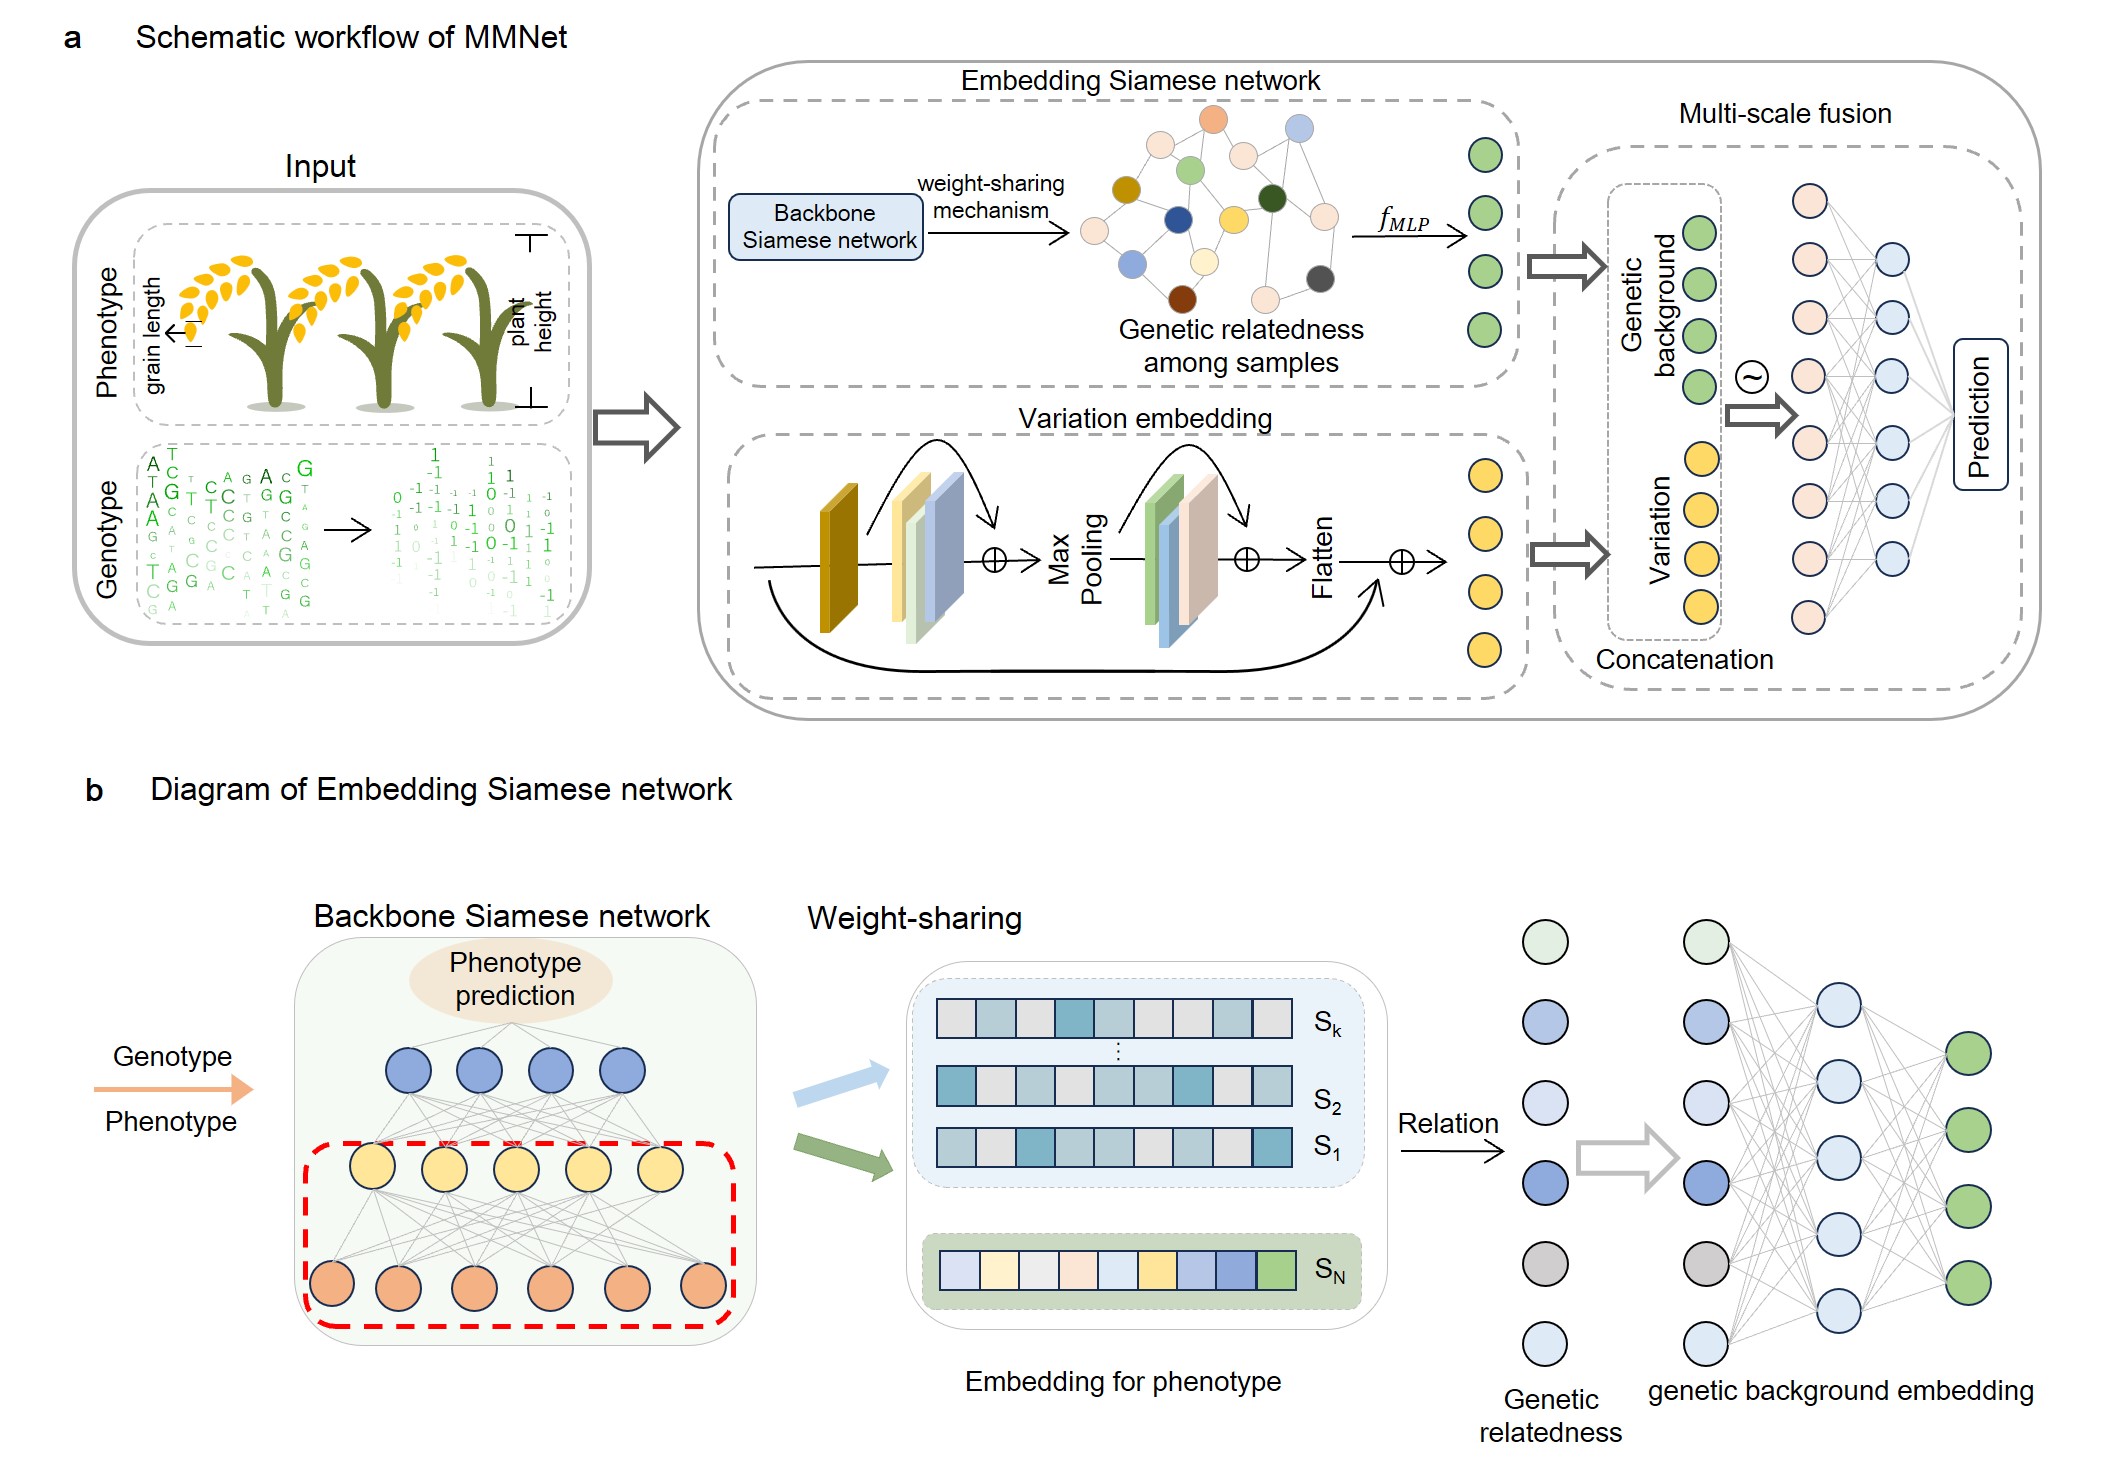 a Schematic workflow of MMNet
Input
Phenotype
grain length
plant
height
Genotype
Embedding Siamese network
Backbone
Siamese network
weight-sharing
mechanism
f_MLP
Genetic relatedness
among samples
Variation embedding
Max
Pooling
Flatten
Multi-scale fusion
Genetic
background
Variation
~
Concatenation
Prediction
b Diagram of Embedding Siamese network
Genotype
Phenotype
Backbone Siamese network
Phenotype
prediction
Weight-sharing
S_k
⋮
S_2
S_1
S_N
Embedding for phenotype
Relation
Genetic
relatedness
genetic background embedding